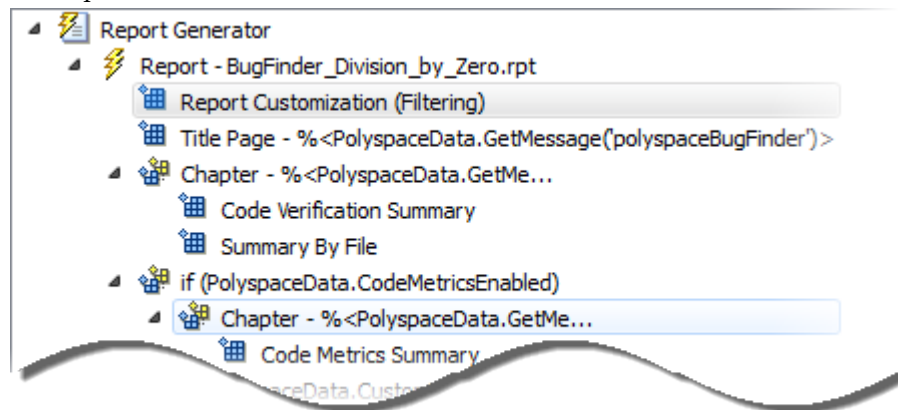 Report Generator
Report - BugFinder_Division_by_Zero.rpt
Report Customization (Filtering)
Title Page - %<PolyspaceData.GetMessage('polyspaceBugFinder')>
Chapter - %<PolyspaceData.GetMe...
Code Verification Summary
Summary By File
if (PolyspaceData.CodeMetricsEnabled)
Chapter - %<PolyspaceData.GetMe...
Code Metrics Summary